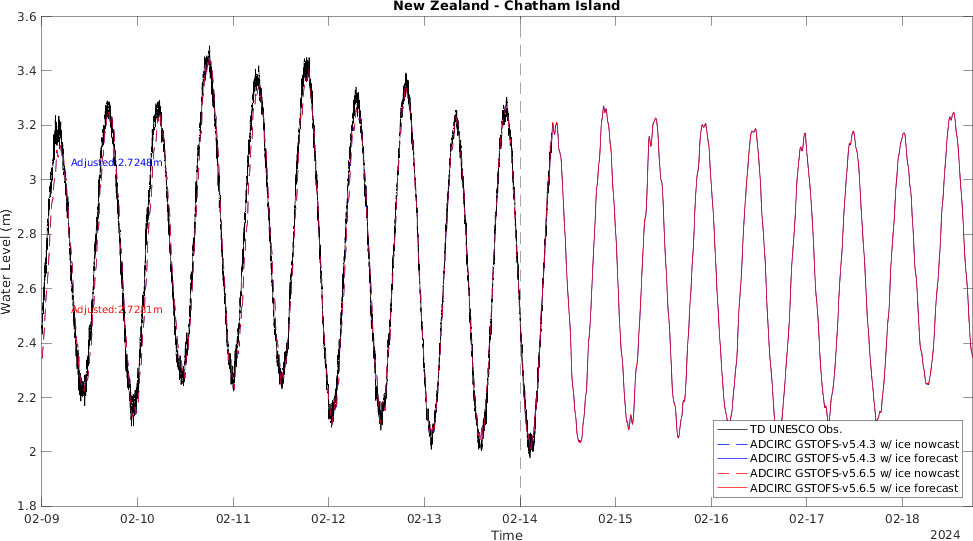 New Zealand - Chatham Island
3.6
3.4
3.2
3
2.8
2.6
2.4
2.2
2
1.8
Water Level (m)
Adjusted:2.7248m
Adjusted:2.7281m
TD UNESCO Obs.
ADCIRC GSTOFS-v5.4.3 w/ ice nowcast
ADCIRC GSTOFS-v5.4.3 w/ ice forecast
ADCIRC GSTOFS-v5.6.5 w/ ice nowcast
ADCIRC GSTOFS-v5.6.5 w/ ice forecast
02-09 02-10 02-11 02-12 02-13 02-14 02-15 02-16 02-17 02-18
Time
2024